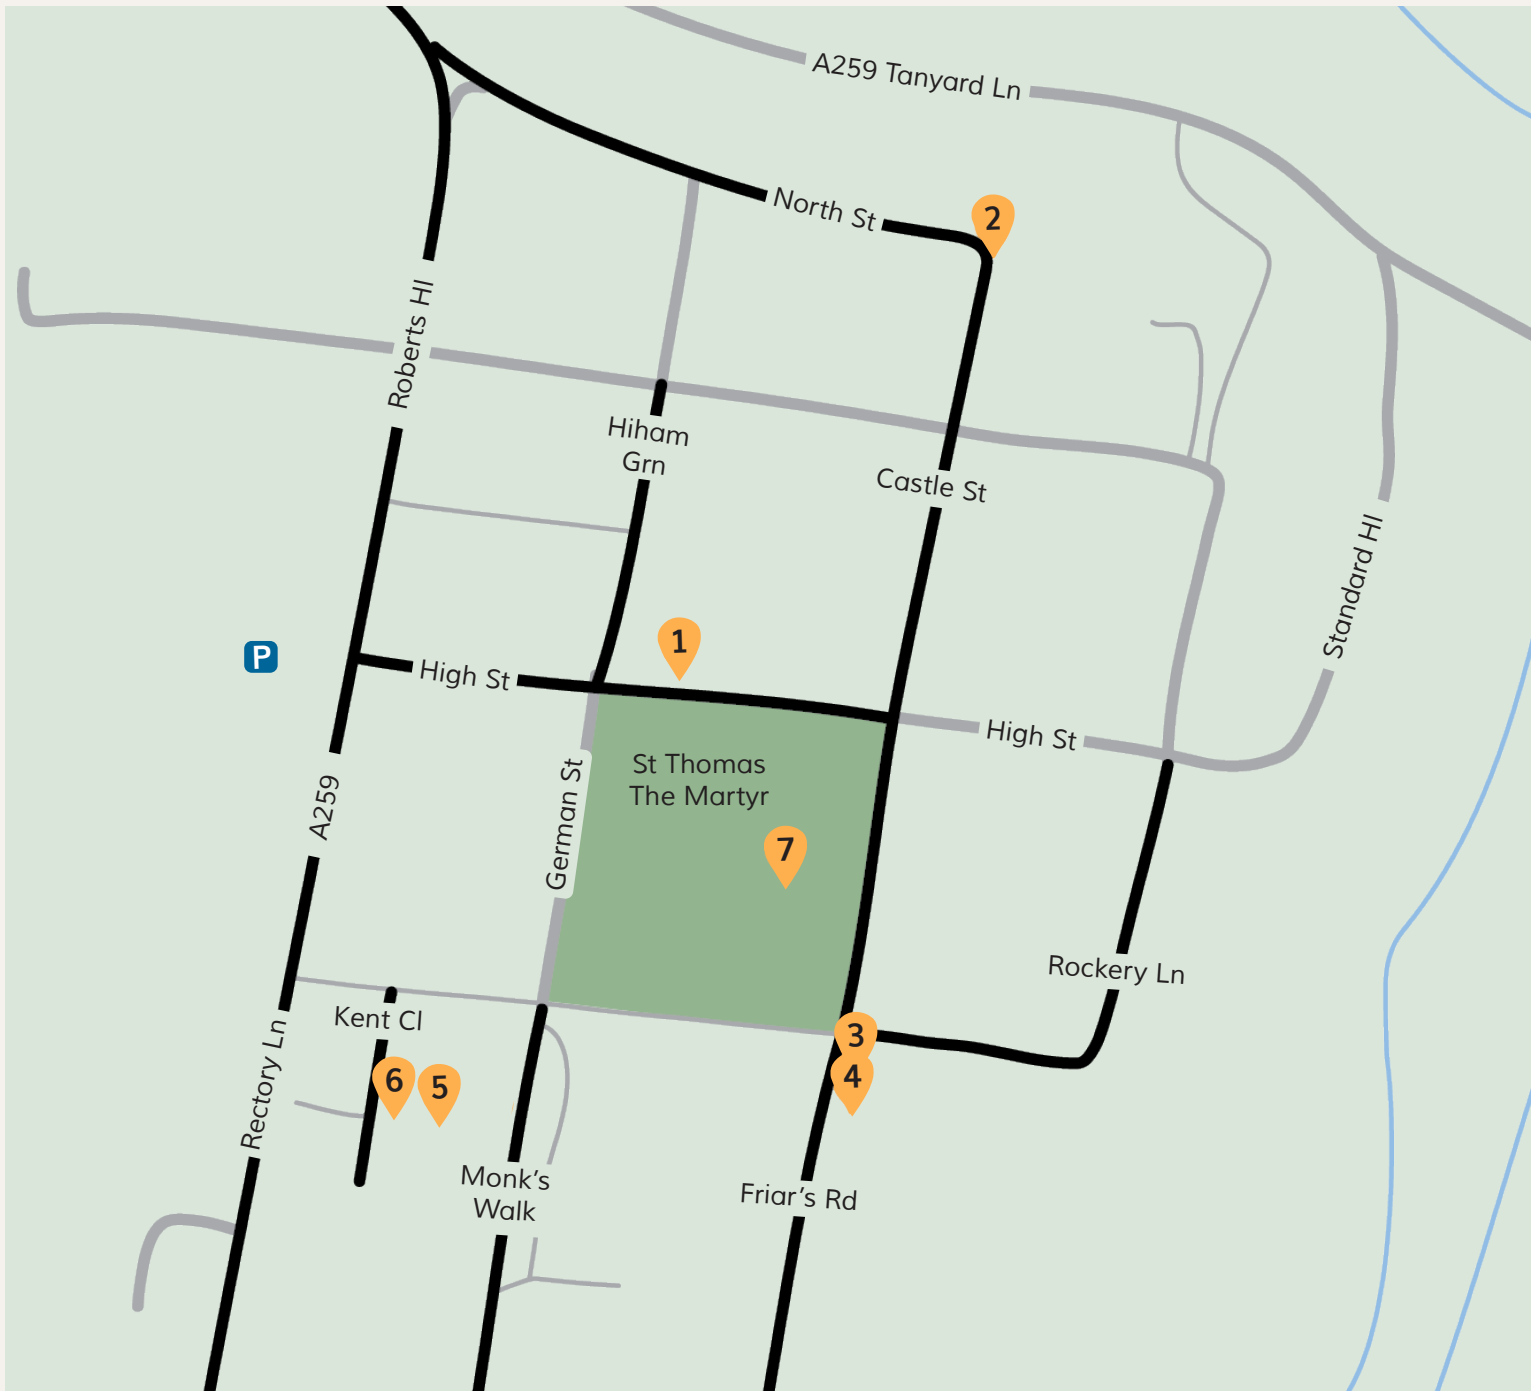 A259 Tanyard Ln
North St
2
Roberts Hl
Hiham
Grn
Castle St
Standard Hl
1
P
High St
High St
St Thomas
The Martyr
A259
German St
7
Rockery Ln
Kent Cl
3
4
6
5
Rectory Ln
Monk’s
Walk
Friar’s Rd